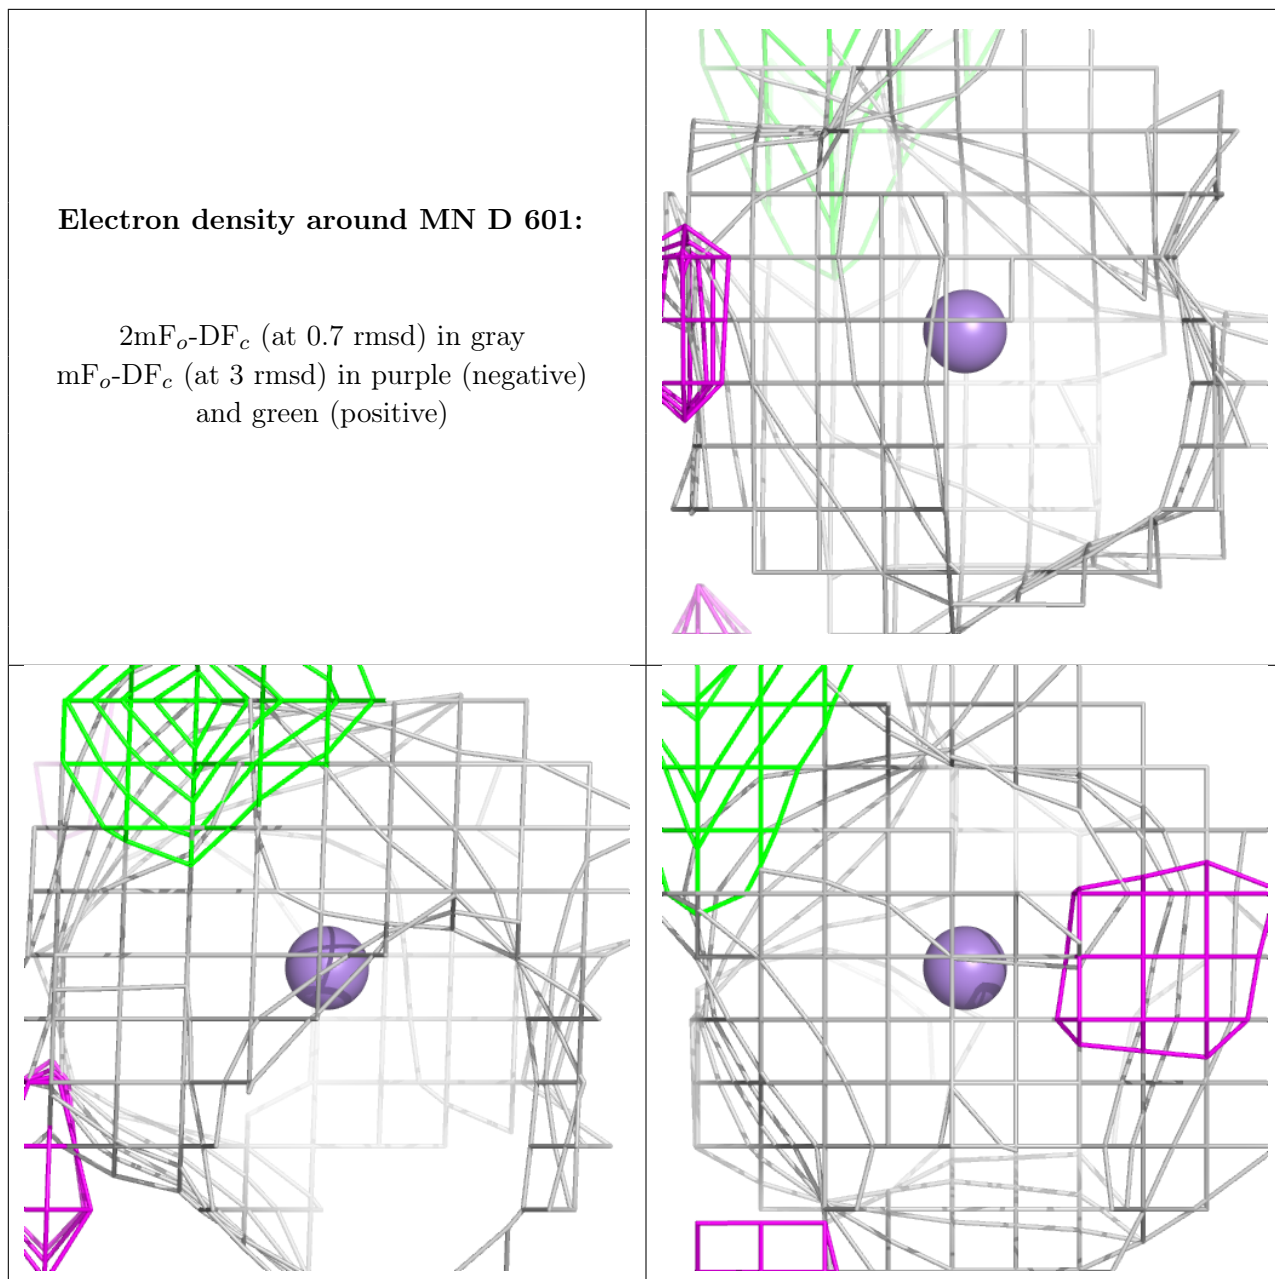 Electron density around MN D 601:
2mFo-DFc (at 0.7 rmsd) in gray
mFo-DFc (at 3 rmsd) in purple (negative)
and green (positive)